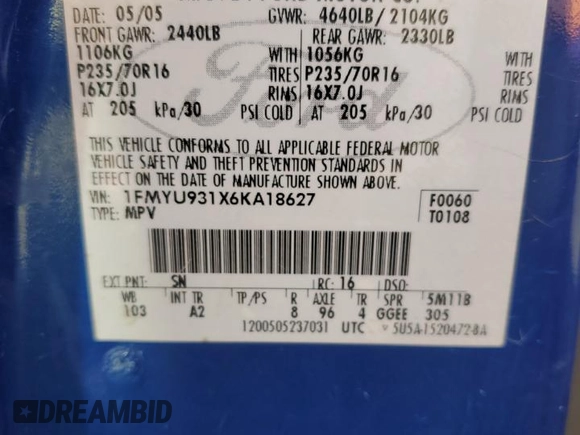 DATE: 05/05 GVWR: 4640LB/ 2104KG
FRONT GAWR: 2440LB REAR GAWR: 2330LB
1106KG WITH 1056KG WITH
P235/70R16 TIRES P235/70R16 TIRES
16X7.0J RIMS 16X7.0J RIMS
AT 205 kPa/30 PSI COLD AT 205 kPa/30 PSI COLD
Ford
THIS VEHICLE CONFORMS TO ALL APPLICABLE FEDERAL MOTOR
VEHICLE SAFETY AND THEFT PREVENTION STANDARDS IN
EFFECT ON THE DATE OF MANUFACTURE SHOWN ABOVE.
VIN: 1FMYU931X6KA18627 F0060
TYPE: MPV T0108
EXT PNT: SN RC: 16 DSO:
WB INT TR TP/PS R AXLE TR SPR 5M11B
103 A2 8 96 4 GGEE 305
1200505237031 UTC 5U5A-1520472-BA
DREAMBID